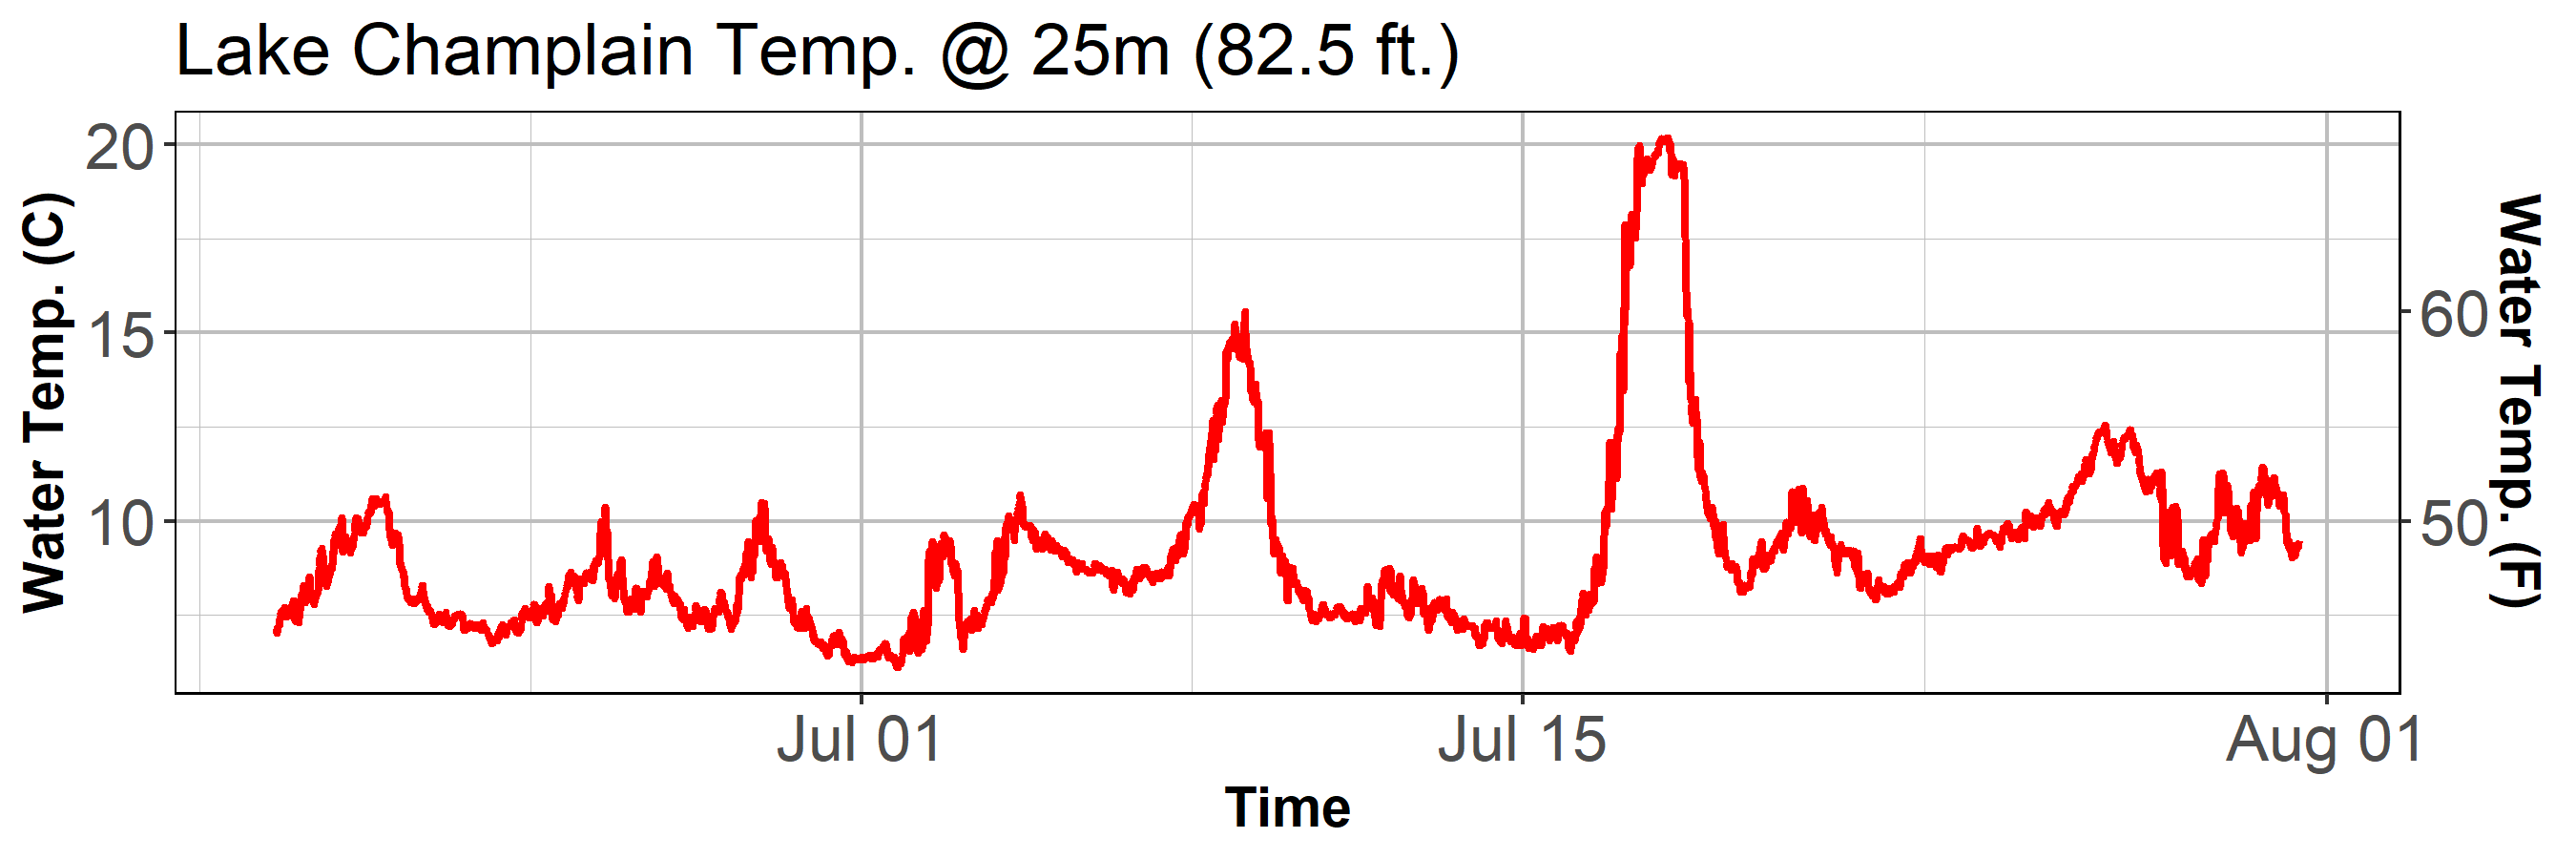 Lake Champlain Temp. @ 25m (82.5 ft.)
Water Temp. (C)
20
15
10
60
50
Water Temp. (F)
Jul 01
Jul 15
Aug 01
Time